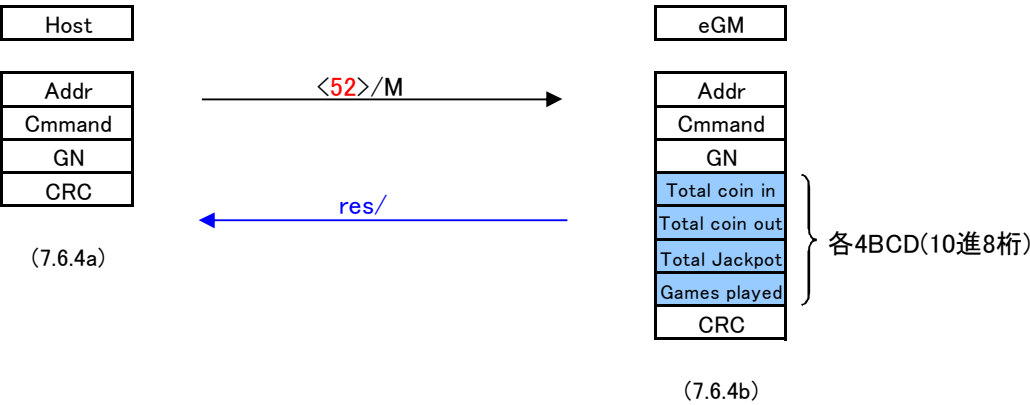 Host
eGM
Addr
Cmmand
GN
CRC
(7.6.4a)
<52>/M
res/
Addr
Cmmand
GN
Total coin in
Total coin out
Total Jackpot
Games played
CRC
各4BCD(10進8桁)
(7.6.4b)